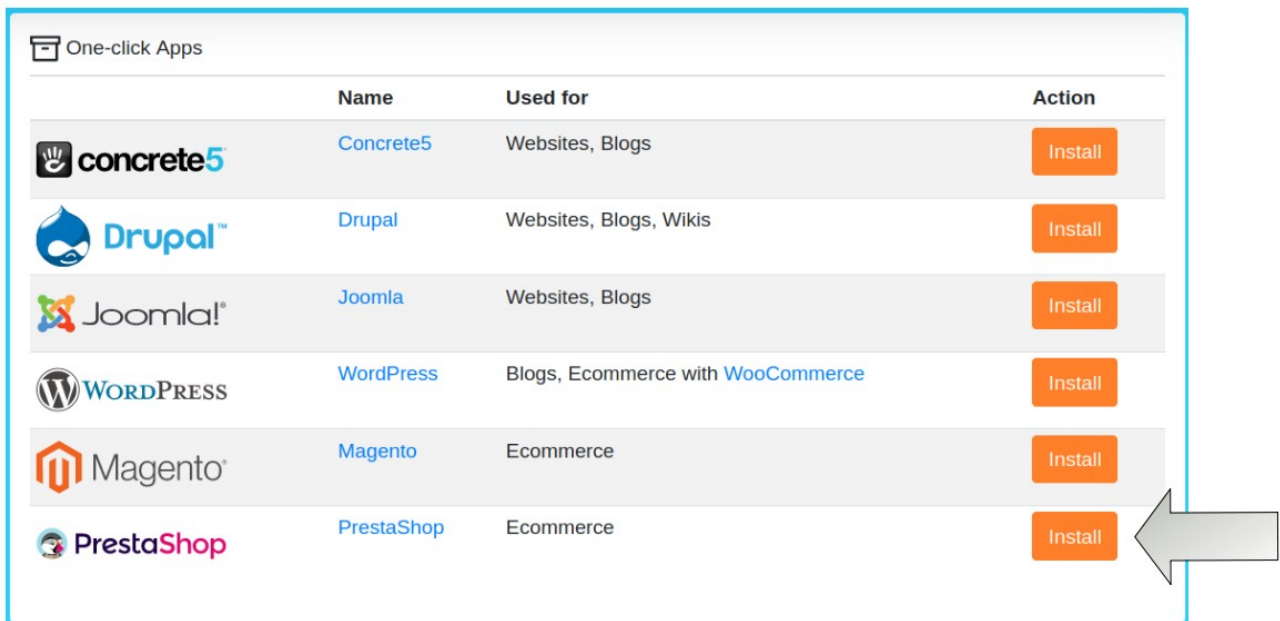 One-click Apps
Name Used for Action
concrete5 Concrete5 Websites, Blogs Install
Drupal™ Drupal Websites, Blogs, Wikis Install
Joomla!® Joomla Websites, Blogs Install
WORDPRESS WordPress Blogs, Ecommerce with WooCommerce Install
Magento® Magento Ecommerce Install
PrestaShop PrestaShop Ecommerce Install